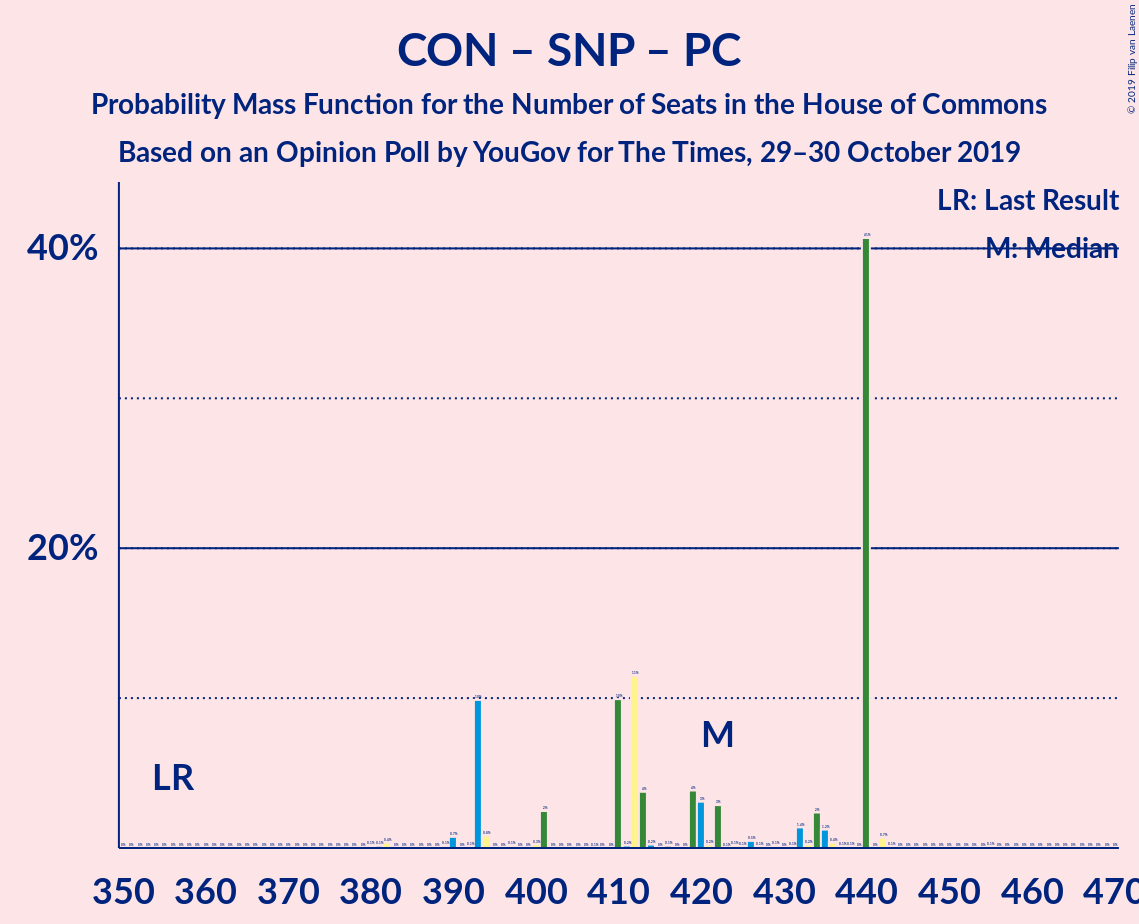 CON – SNP – PC
Probability Mass Function for the Number of Seats in the House of Commons
Based on an Opinion Poll by YouGov for The Times, 29–30 October 2019
© 2019 Filip van Laenen
LR: Last Result
M: Median
40%
20%
LR
M
350 360 370 380 390 400 410 420 430 440 450 460 470